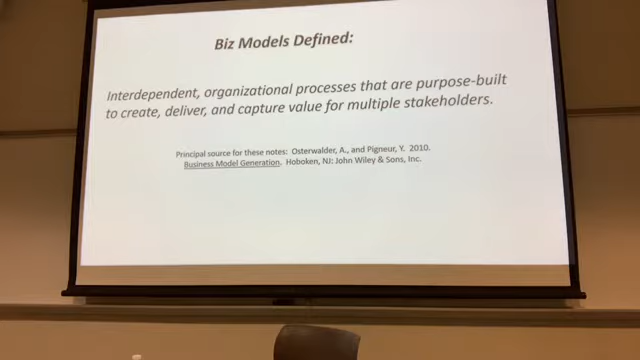 Biz Models Defined:
Interdependent, organizational processes that are purpose-built
to create, deliver, and capture value for multiple stakeholders.
Principal source for these notes: Osterwalder, A., and Pigneur, Y. 2010.
Business Model Generation. Hoboken, NJ: John Wiley & Sons, Inc.